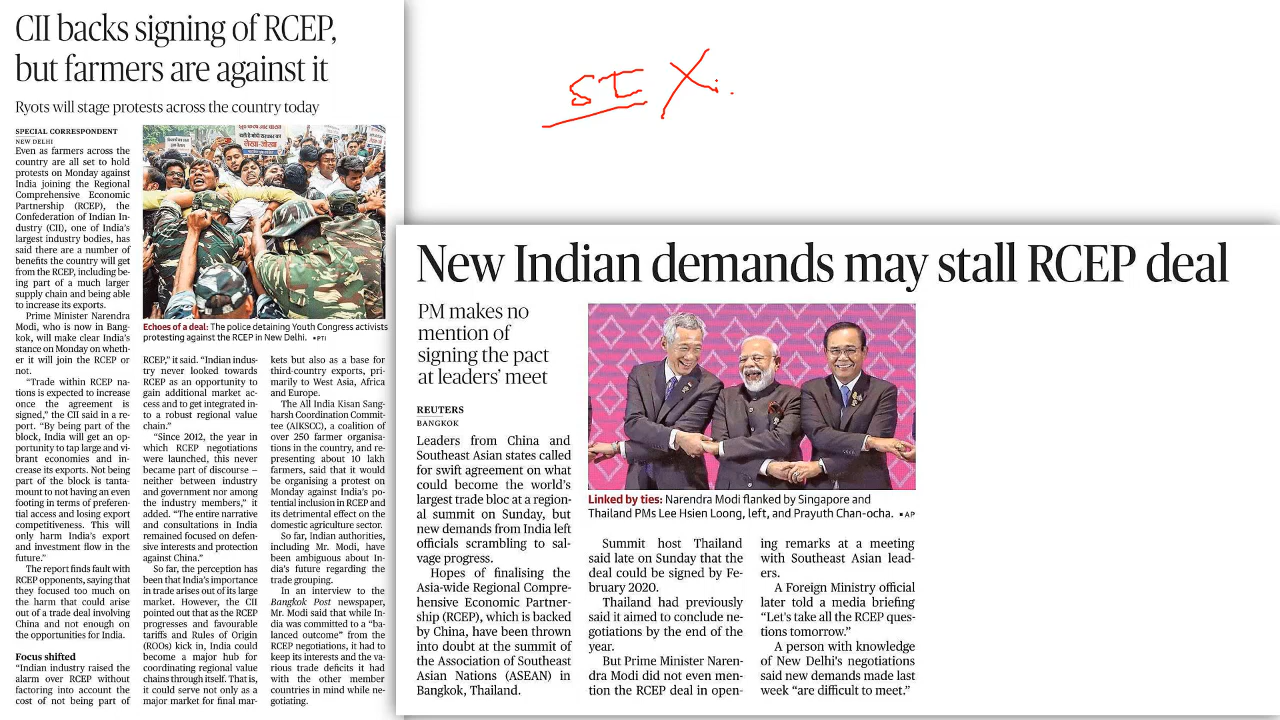 CII backs signing of RCEP,
but farmers are against it
Ryots will stage protests across the country today
SPECIAL CORRESPONDENT
NEW DELHI
Even as farmers across the
country are all set to hold
protests on Monday against
India joining the Regional
Comprehensive Economic
Partnership (RCEP), the
Confederation of Indian In-
dustry (CII), one of India's
largest industry bodies, has
said there are a number of
benefits the country will get
from the RCEP, including be-
ing part of a much larger
supply chain and being able
to increase its exports.
Prime Minister Narendra
Modi, who is now in Bang-
kok, will make clear India's
stance on Monday on wheth-
er it will join the RCEP or
not.
"Trade within RCEP na-
tions is expected to increase
once the agreement is
signed," the CII said in a re-
port. "By being part of the
block, India will get an op-
portunity to tap large and vi-
brant economies and in-
crease its exports. Not being
part of the block is tanta-
mount to not having an even
footing in terms of preferen-
tial access and losing export
competitiveness. This will
only harm India's export
and investment flow in the
future."
The report finds fault with
RCEP opponents, saying that
they focused too much on
the harm that could arise
out of a trade deal involving
China and not enough on
the opportunities for India.
Focus shifted
"Indian industry raised the
alarm over RCEP without
factoring into account the
cost of not being part of
Echoes of a deal: The police detaining Youth Congress activists
protesting against the RCEP in New Delhi. ▪PTI
RCEP," it said. "Indian indus-
try never looked towards
RCEP as an opportunity to
gain additional market ac-
cess and to get integrated in-
to a robust regional value
chain."
"Since 2012, the year in
which RCEP negotiations
were launched, this never
became part of discourse –
neither between industry
and government nor among
the industry members," it
added. "The entire narrative
and consultations in India
remained focused on defen-
sive interests and protection
against China."
So far, the perception has
been that India's importance
in trade arises out of its large
market. However, the CII
pointed out that as the RCEP
progresses and favourable
tariffs and Rules of Origin
(ROOs) kick in, India could
become a major hub for
coordinating regional value
chains through itself. That is,
it could serve not only as a
major market for final mar-
kets but also as a base for
third-country exports, pri-
marily to West Asia, Africa
and Europe.
The All India Kisan Sang-
harsh Coordination Commit-
tee (AIKSCC), a coalition of
over 250 farmer organisa-
tions in the country, and re-
presenting about 10 lakh
farmers, said that it would
be organising a protest on
Monday against India's po-
tential inclusion in RCEP and
its detrimental effect on the
domestic agriculture sector.
So far, Indian authorities,
including Mr. Modi, have
been ambiguous about In-
dia's future regarding the
trade grouping.
In an interview to the
Bangkok Post newspaper,
Mr. Modi said that while In-
dia was committed to a "ba-
lanced outcome" from the
RCEP negotiations, it had to
keep its interests and the va-
rious trade deficits it had
with the other member
countries in mind while ne-
gotiating.
New Indian demands may stall RCEP deal
PM makes no
mention of
signing the pact
at leaders' meet
REUTERS
BANGKOK
Leaders from China and
Southeast Asian states called
for swift agreement on what
could become the world's
largest trade bloc at a region-
al summit on Sunday, but
new demands from India left
officials scrambling to sal-
vage progress.
Hopes of finalising the
Asia-wide Regional Compre-
hensive Economic Partner-
ship (RCEP), which is backed
by China, have been thrown
into doubt at the summit of
the Association of Southeast
Asian Nations (ASEAN) in
Bangkok, Thailand.
Linked by ties: Narendra Modi flanked by Singapore and
Thailand PMs Lee Hsien Loong, left, and Prayuth Chan-ocha. ▪AP
Summit host Thailand
said late on Sunday that the
deal could be signed by Fe-
bruary 2020.
Thailand had previously
said it aimed to conclude ne-
gotiations by the end of the
year.
But Prime Minister Naren-
dra Modi did not even men-
tion the RCEP deal in open-
ing remarks at a meeting
with Southeast Asian lead-
ers.
A Foreign Ministry official
later told a media briefing
"Let's take all the RCEP ques-
tions tomorrow."
A person with knowledge
of New Delhi's negotiations
said new demands made last
week "are difficult to meet."